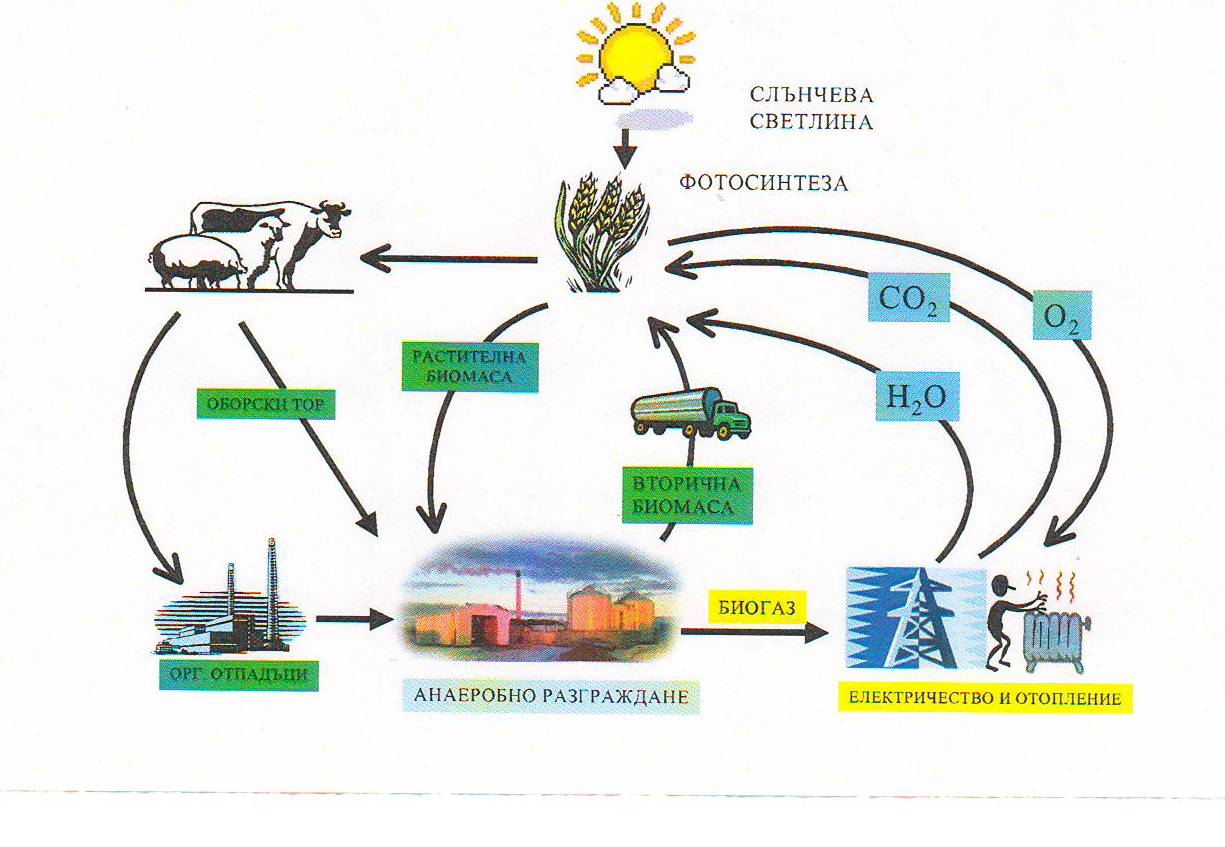 СЛЪНЧЕВА
СВЕТЛИНА
ФОТОСИНТЕЗА
CO₂
O₂
РАСТИТЕЛНА
БИОМАСА
ОБОРСКИ ТОР
H₂O
ВТОРИЧНА
БИОМАСА
БИОГАЗ
ОРГ. ОТПАДЪЦИ
АНАЕРОБНО РАЗГРАЖДАНЕ
ЕЛЕКТРИЧЕСТВО И ОТОПЛЕНИЕ